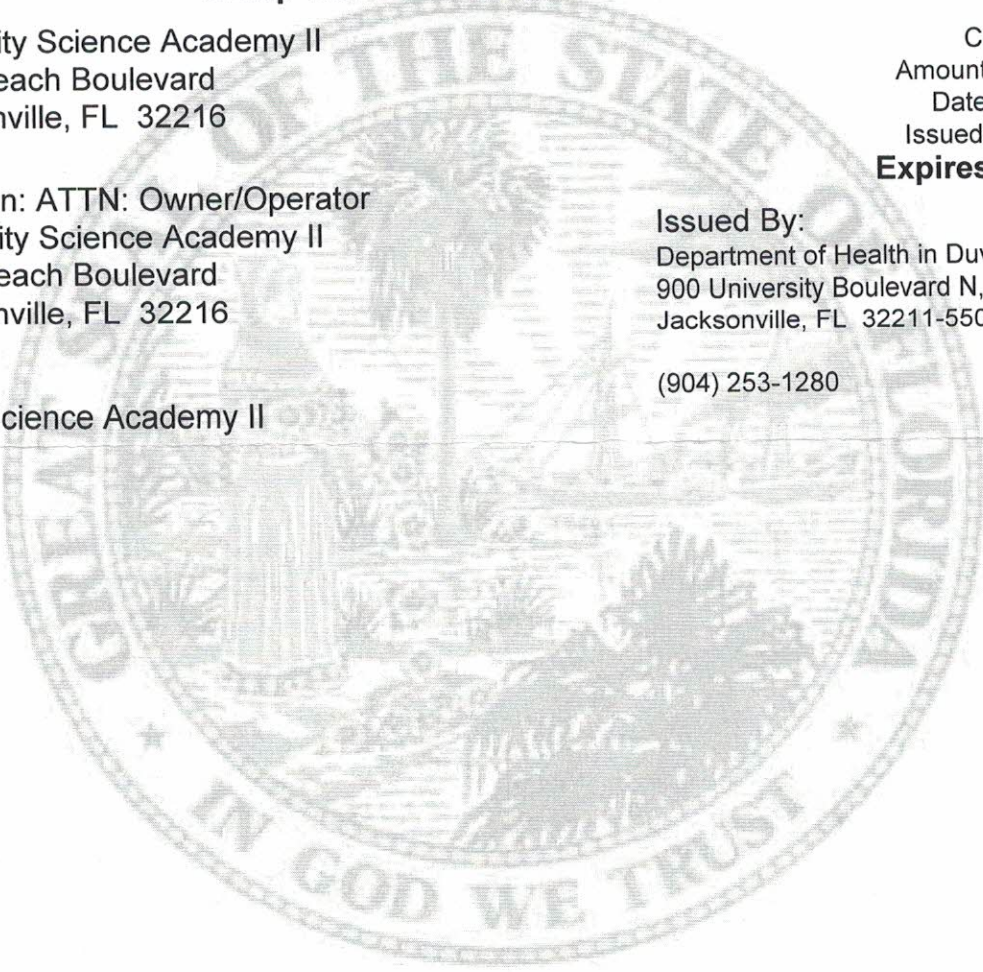 ity Science Academy II
each Boulevard
nville, FL 32216
n: ATTN: Owner/Operator
ity Science Academy II
each Boulevard
nville, FL 32216
cience Academy II
C
Amount
Date
Issued
Expires
Issued By:
Department of Health in Duv
900 University Boulevard N,
Jacksonville, FL 32211-550
(904) 253-1280
GREAT SEAL OF THE STATE OF FLORIDA
IN GOD WE TRUST